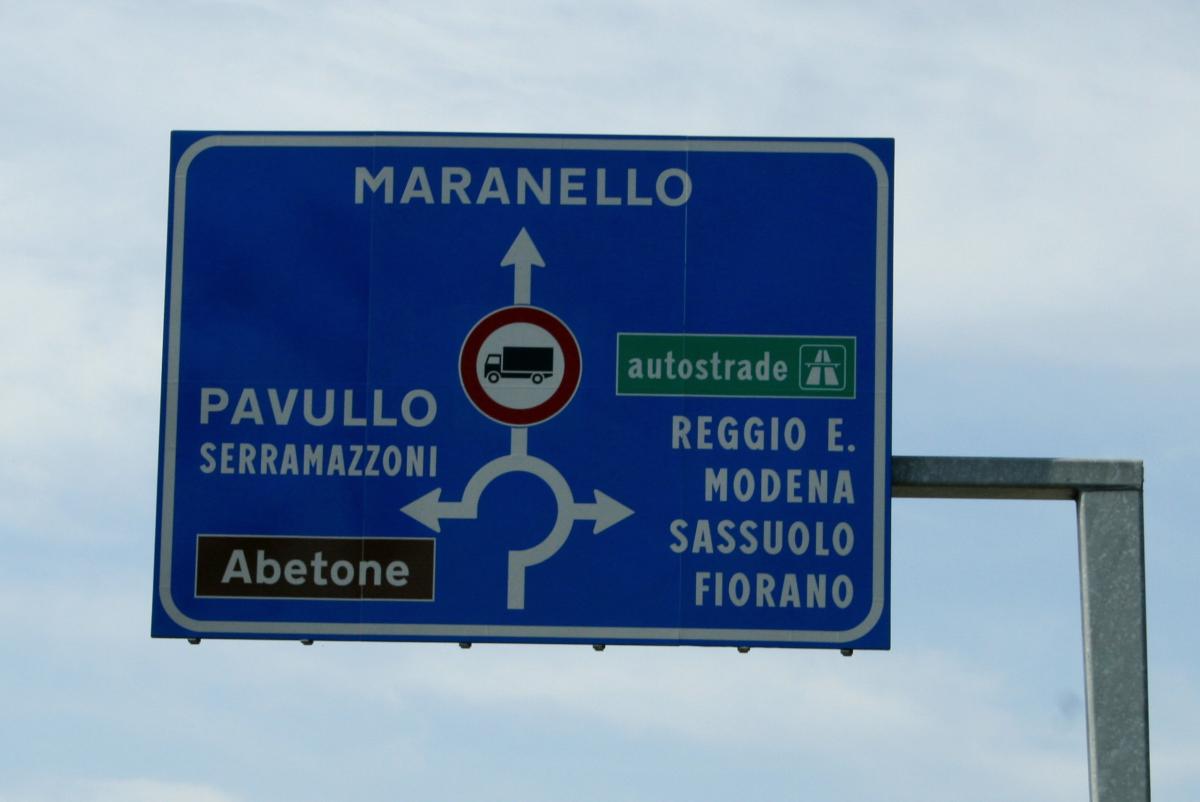 MARANELLO
PAVULLO
SERRAMAZZONI
Abetone
autostrade
REGGIO E.
MODENA
SASSUOLO
FIORANO